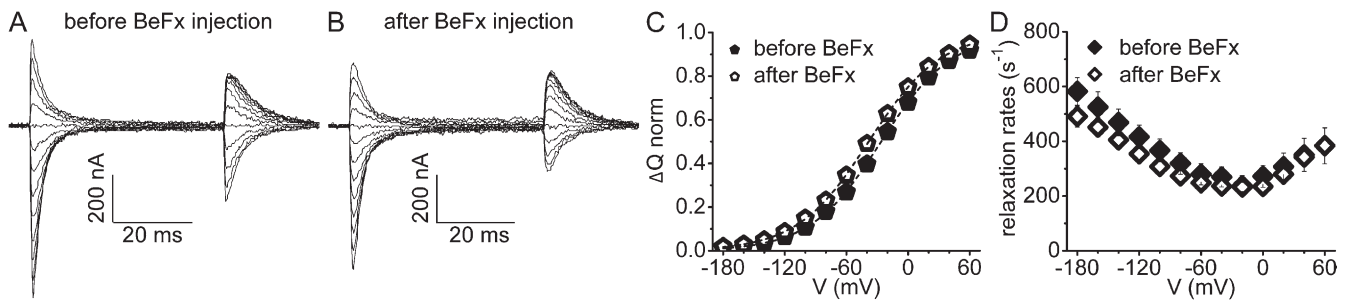 A before BeFx injection
200 nA
20 ms
B after BeFx injection
200 nA
20 ms
C
ΔQ norm
1.0
0.8
0.6
0.4
0.2
0.0
before BeFx
after BeFx
-180 -120 -60 0 60
V (mV)
D
relaxation rates (s⁻¹)
800
600
400
200
0
before BeFx
after BeFx
-180 -120 -60 0 60
V (mV)